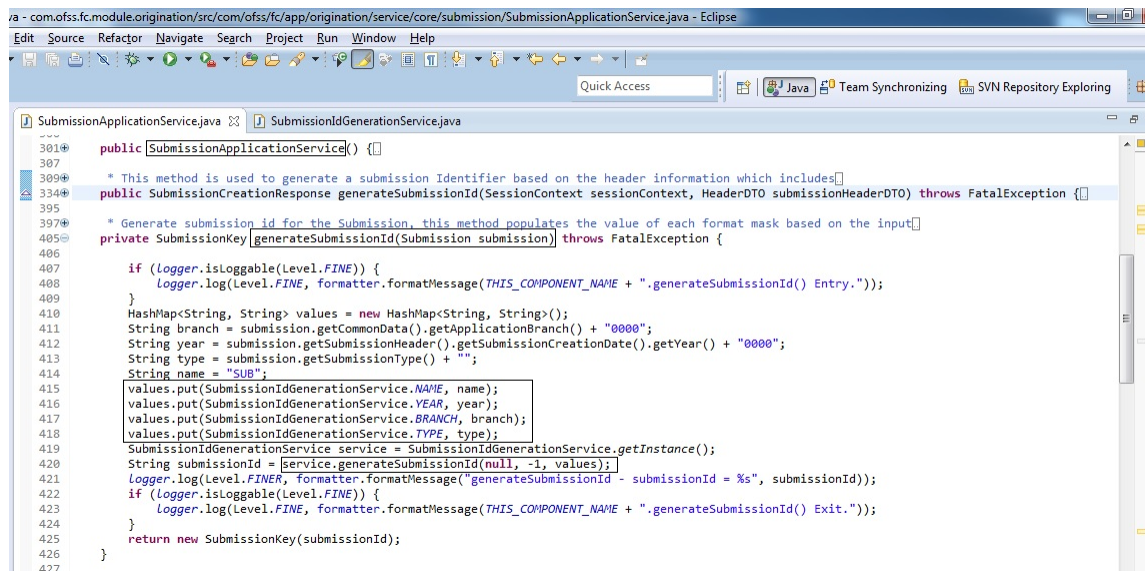 va - com.ofss.fc.module.origination/src/com/ofss/fc/app/origination/service/core/submission/SubmissionApplicationService.java - Eclipse
Edit Source Refactor Navigate Search Project Run Window Help
Quick Access
Java Team Synchronizing SVN Repository Exploring
SubmissionApplicationService.java SubmissionIdGenerationService.java
301 public SubmissionApplicationService() {
307
309 * This method is used to generate a submission Identifier based on the header information which includes
334 public SubmissionCreationResponse generateSubmissionId(SessionContext sessionContext, HeaderDTO submissionHeaderDTO) throws FatalException {
395
397 * Generate submission id for the Submission, this method populates the value of each format mask based on the input
405 private SubmissionKey generateSubmissionId(Submission submission) throws FatalException {
406
407 if (logger.isLoggable(Level.FINE)) {
408 logger.log(Level.FINE, formatter.formatMessage(THIS_COMPONENT_NAME + ".generateSubmissionId() Entry."));
409 }
410 HashMap<String, String> values = new HashMap<String, String>();
411 String branch = submission.getCommonData().getApplicationBranch() + "0000";
412 String year = submission.getSubmissionHeader().getSubmissionCreationDate().getYear() + "0000";
413 String type = submission.getSubmissionType() + "";
414 String name = "SUB";
415 values.put(SubmissionIdGenerationService.NAME, name);
416 values.put(SubmissionIdGenerationService.YEAR, year);
417 values.put(SubmissionIdGenerationService.BRANCH, branch);
418 values.put(SubmissionIdGenerationService.TYPE, type);
419 SubmissionIdGenerationService service = SubmissionIdGenerationService.getInstance();
420 String submissionId = service.generateSubmissionId(null, -1, values);
421 logger.log(Level.FINER, formatter.formatMessage("generateSubmissionId - submissionId = %s", submissionId));
422 if (logger.isLoggable(Level.FINE)) {
423 logger.log(Level.FINE, formatter.formatMessage(THIS_COMPONENT_NAME + ".generateSubmissionId() Exit."));
424 }
425 return new SubmissionKey(submissionId);
426 }
427